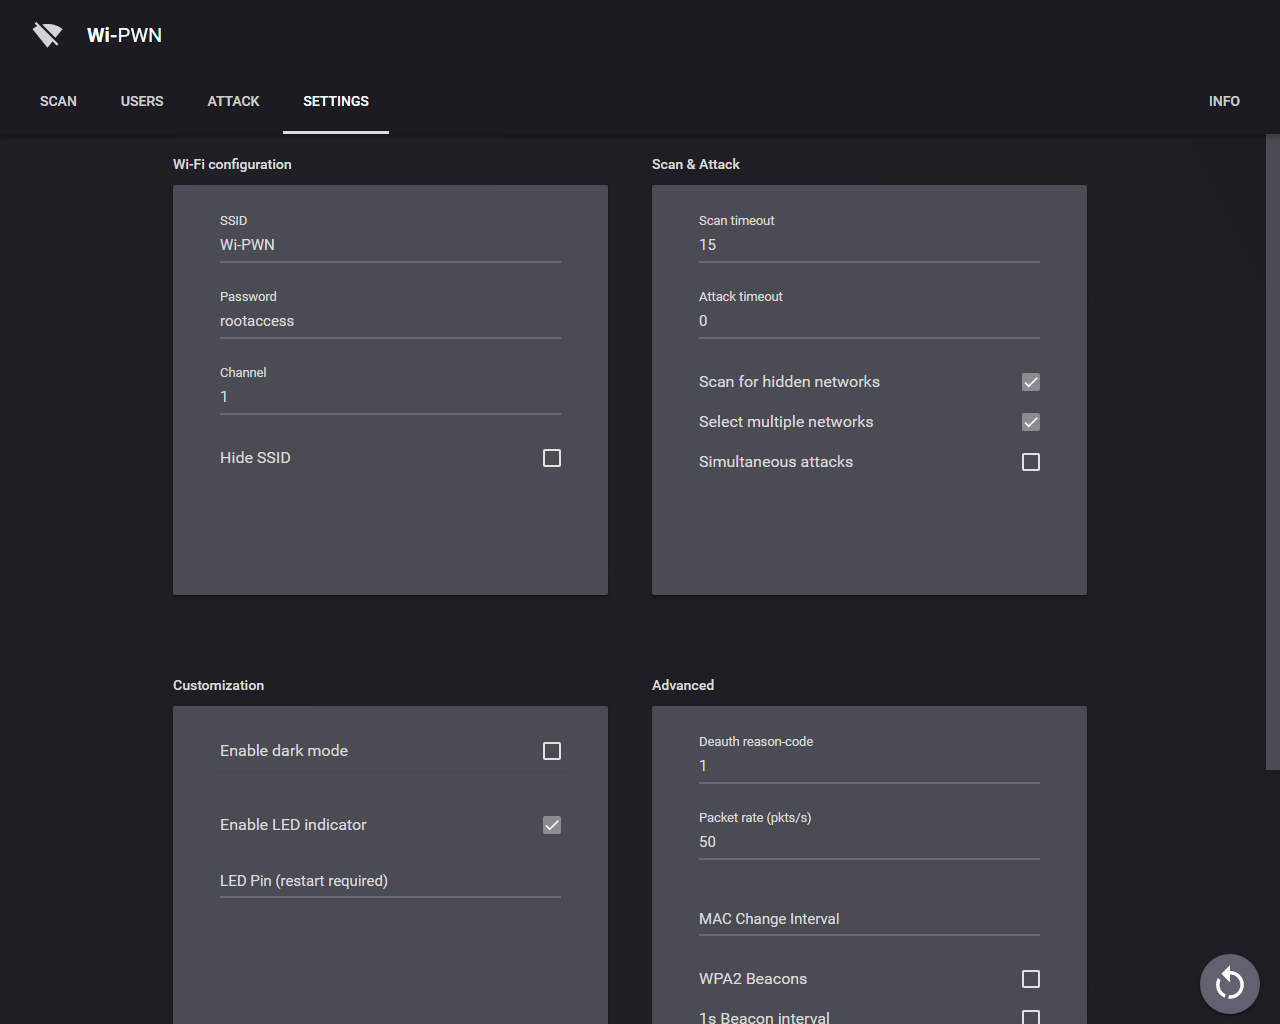 Wi-PWN
SCAN
USERS
ATTACK
SETTINGS
INFO
Wi-Fi configuration
SSID
Wi-PWN
Password
rootaccess
Channel
1
Hide SSID
Scan & Attack
Scan timeout
15
Attack timeout
0
Scan for hidden networks
Select multiple networks
Simultaneous attacks
Customization
Enable dark mode
Enable LED indicator
LED Pin (restart required)
Advanced
Deauth reason-code
1
Packet rate (pkts/s)
50
MAC Change Interval
WPA2 Beacons
1s Beacon interval